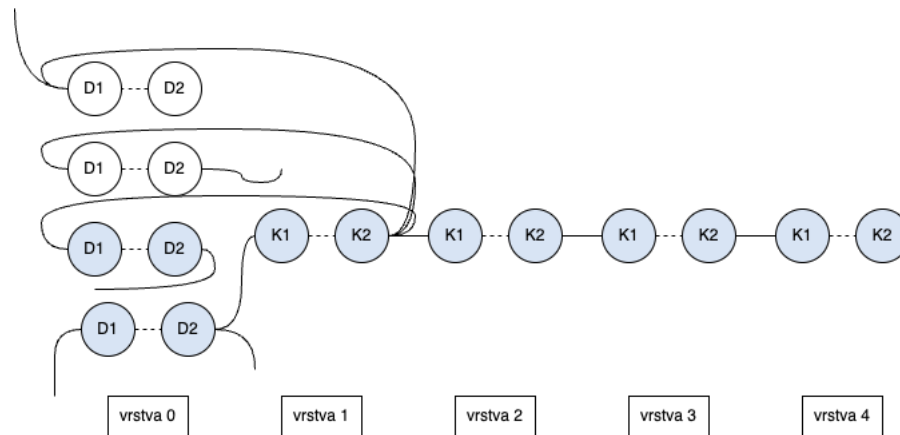 D1 D2
D1 D2
D1 D2
K1 K2 K1 K2 K1 K2 K1 K2
D1 D2
vrstva 0 vrstva 1 vrstva 2 vrstva 3 vrstva 4